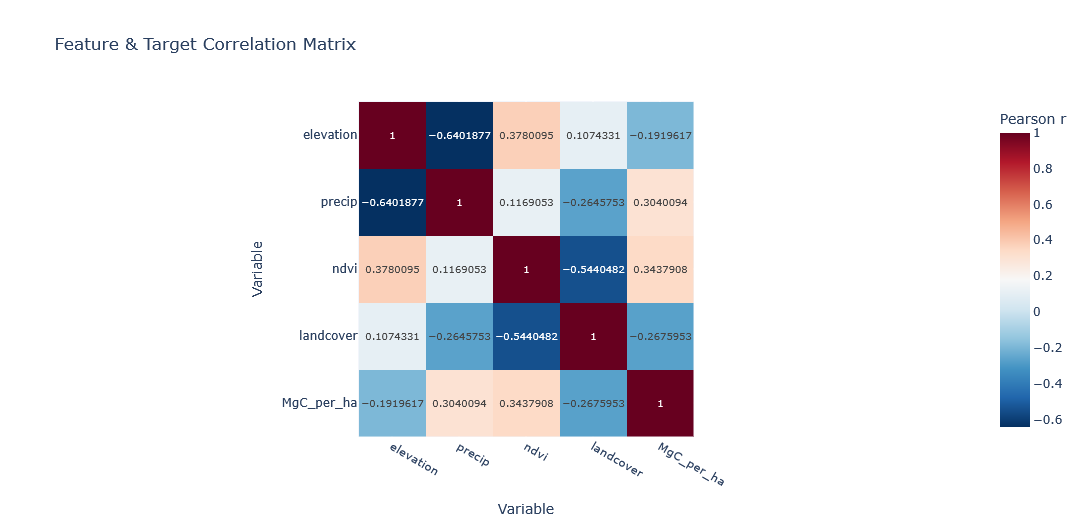 Feature & Target Correlation Matrix
Pearson r
elevation 1 −0.6401877 0.3780095 0.1074331 −0.1919617
precip −0.6401877 1 0.1169053 −0.2645753 0.3040094
ndvi 0.3780095 0.1169053 1 −0.5440482 0.3437908
landcover 0.1074331 −0.2645753 −0.5440482 1 −0.2675953
MgC_per_ha −0.1919617 0.3040094 0.3437908 −0.2675953 1
elevation precip ndvi landcover MgC_per_ha
Variable
Variable
1
0.8
0.6
0.4
0.2
0
−0.2
−0.4
−0.6